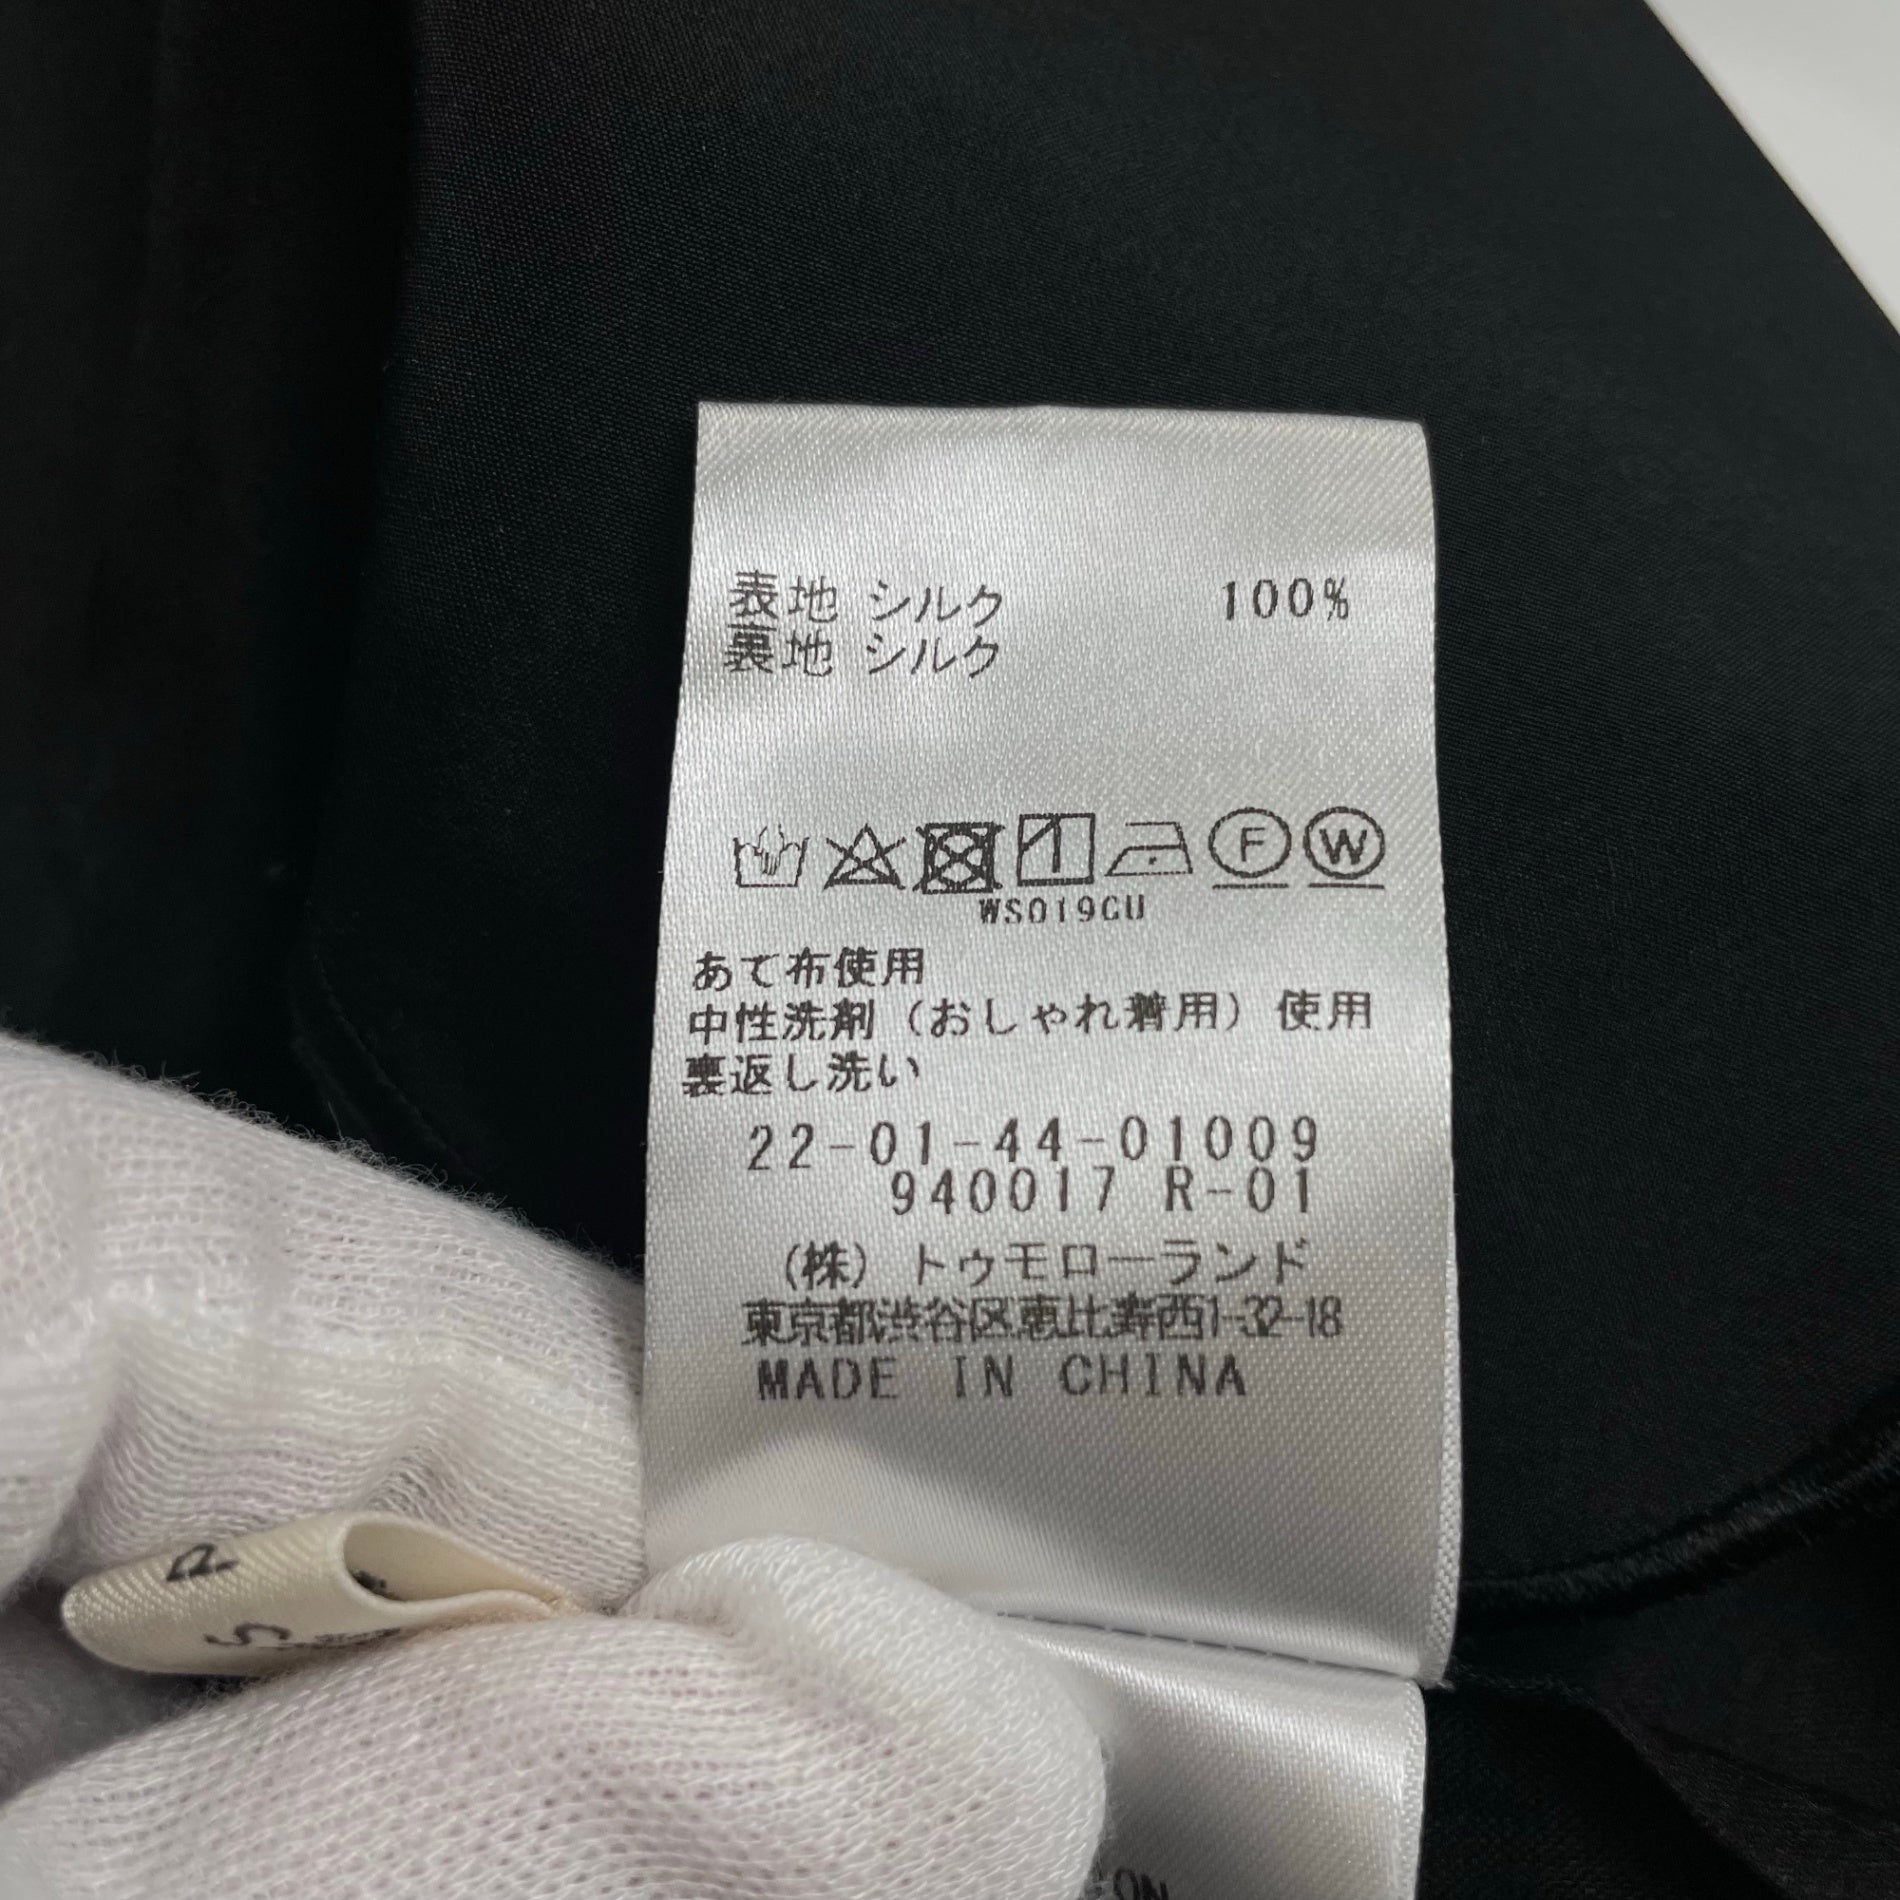 表地 シルク 100%
裏地 シルク
F W
WS019GU
あて布使用
中性洗剤（おしゃれ着用）使用
裏返し洗い
22-01-44-01009
940017 R-01
（株）トゥモローランド
東京都渋谷区恵比寿西1-32-18
MADE IN CHINA
S
ON